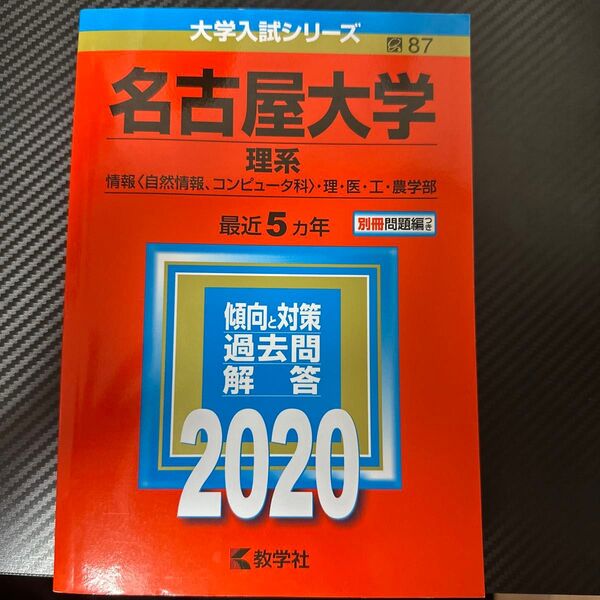 大学入試シリーズ
87
名古屋大学
理系
情報〈自然情報、コンピュータ科〉・理・医・工・農学部
最近5カ年
別冊問題編つき
傾向と対策
過去問
解答
2020
教学社